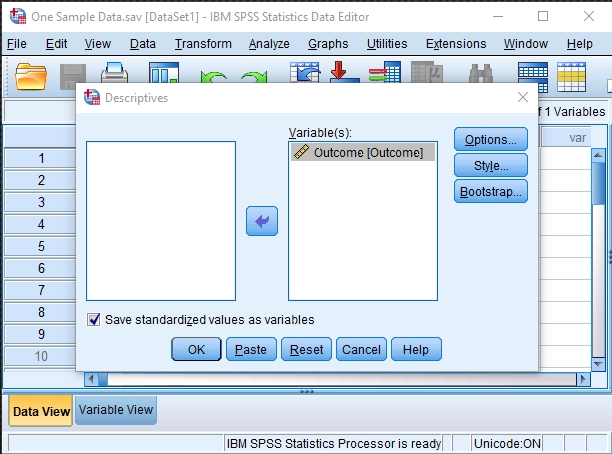 One Sample Data.sav [DataSet1] - IBM SPSS Statistics Data Editor
File Edit View Data Transform Analyze Graphs Utilities Extensions Window Help
Descriptives
f 1 Variables
var
Variable(s):
Outcome [Outcome]
Options...
Style...
Bootstrap...
1
2
3
4
5
6
7
8
9
10
Save standardized values as variables
OK Paste Reset Cancel Help
Data View Variable View
IBM SPSS Statistics Processor is ready Unicode:ON